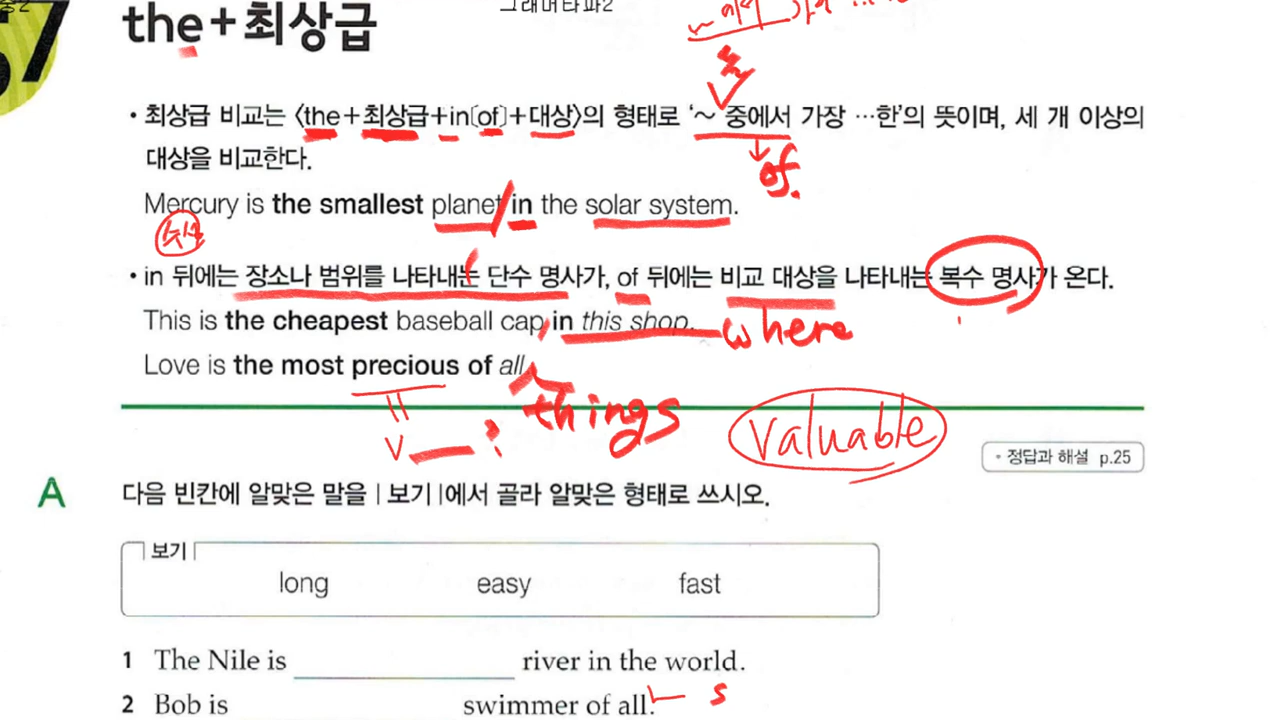 중2
그래머타파2
57
the+최상급
들
• 최상급 비교는 〈the+최상급+in[of]+대상〉의 형태로 '~ 중에서 가장 …한'의 뜻이며, 세 개 이상의
대상을 비교한다.
of.
Mercury is the smallest planet in the solar system.
수성
• in 뒤에는 장소나 범위를 나타내는 단수 명사가, of 뒤에는 비교 대상을 나타내는 복수 명사가 온다.
This is the cheapest baseball cap in this shop.
where
Love is the most precious of all.
things
valuable
V
• 정답과 해설 p.25
A 다음 빈칸에 알맞은 말을 | 보기 |에서 골라 알맞은 형태로 쓰시오.
보기
long easy fast
1 The Nile is ____ river in the world.
2 Bob is ____ swimmer of all. s